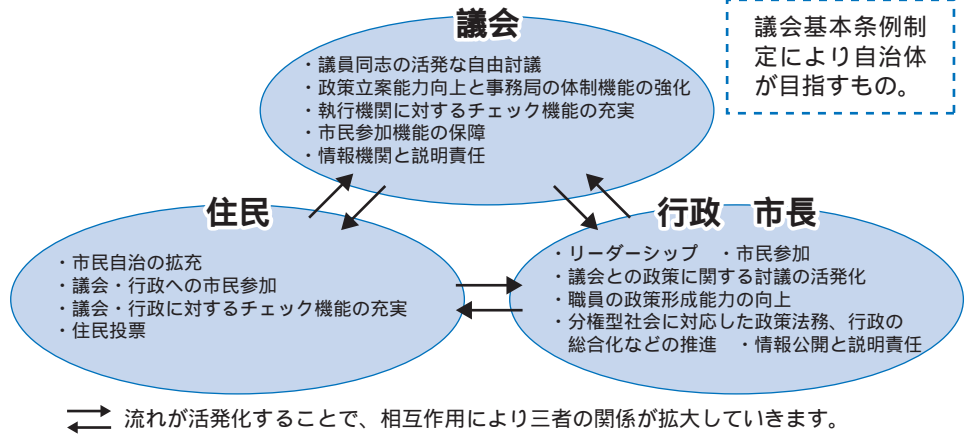 議会
議会基本条例制
定により自治体
が目指すもの。
・議員同志の活発な自由討議
・政策立案能力向上と事務局の体制機能の強化
・執行機関に対するチェック機能の充実
・市民参加機能の保障
・情報機関と説明責任
住民
・市民自治の拡充
・議会・行政への市民参加
・議会・行政に対するチェック機能の充実
・住民投票
行政 市長
・リーダーシップ ・市民参加
・議会との政策に関する討議の活発化
・職員の政策形成能力の向上
・分権型社会に対応した政策法務、行政の
総合化などの推進 ・情報公開と説明責任
流れが活発化することで、相互作用により三者の関係が拡大していきます。